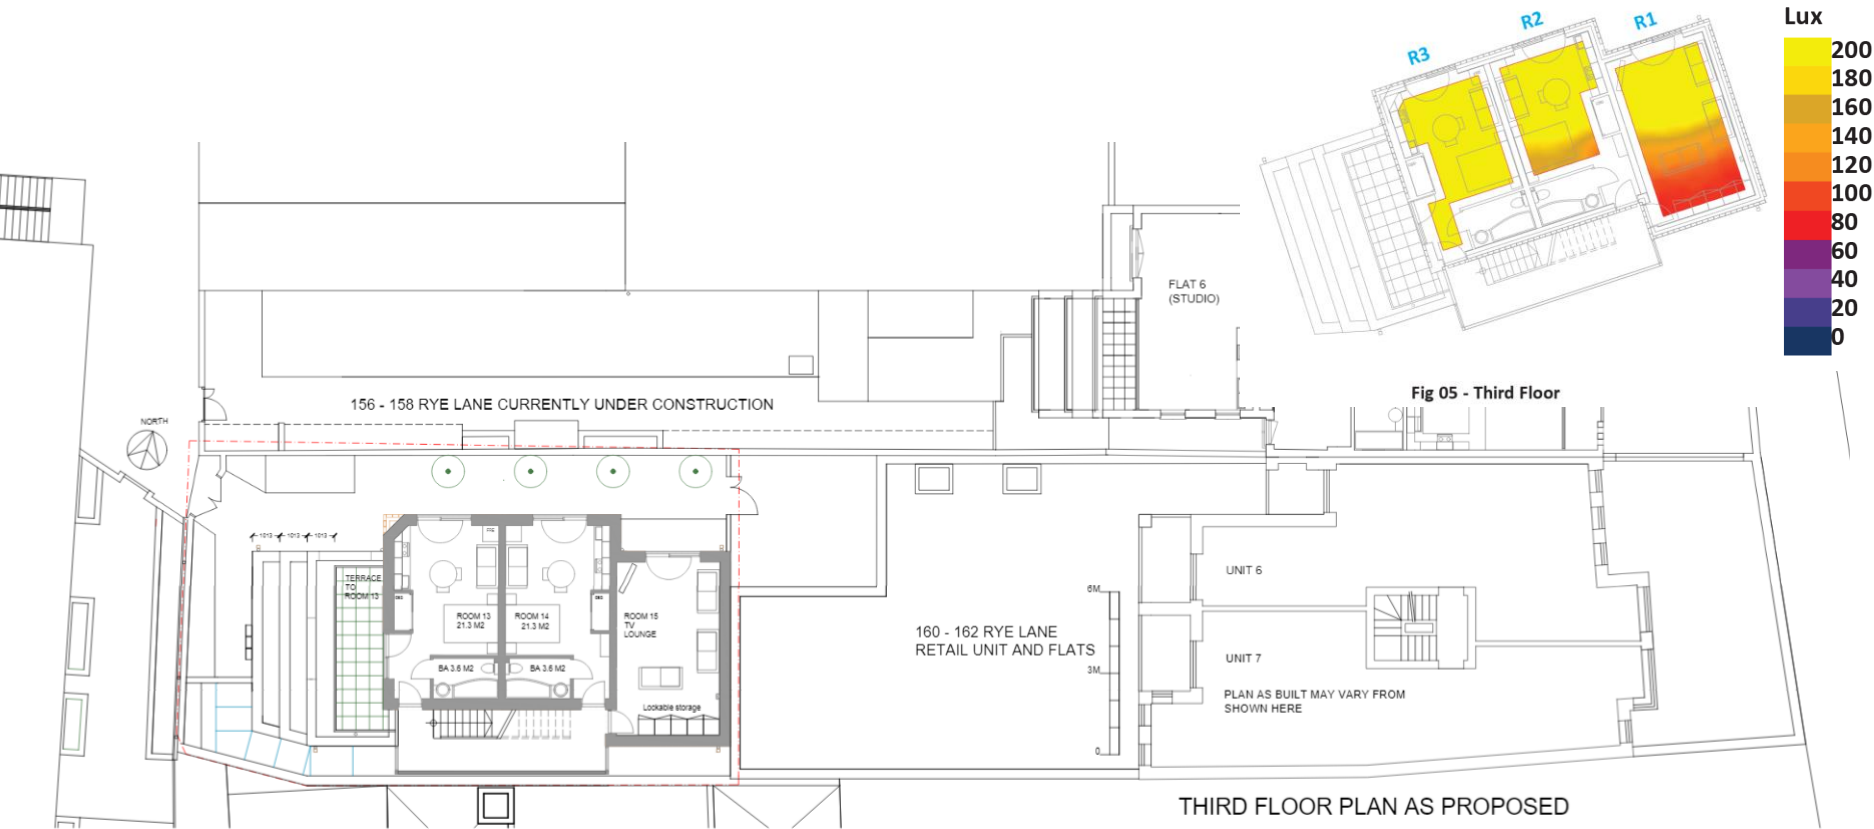 Lux
R1
R2
R3
200
180
160
140
120
100
80
60
40
20
0
Fig 05 - Third Floor
FLAT 6
(STUDIO)
156 - 158 RYE LANE CURRENTLY UNDER CONSTRUCTION
NORTH
1013
1013
1013
TERRACE
TO
ROOM 13
ROOM 13
21.3 M2
ROOM 14
21.3 M2
ROOM 15
TV
LOUNGE
BA 3.6 M2
BA 3.6 M2
Lockable storage
160 - 162 RYE LANE
RETAIL UNIT AND FLATS
6M
3M
0
UNIT 6
UNIT 7
PLAN AS BUILT MAY VARY FROM
SHOWN HERE
THIRD FLOOR PLAN AS PROPOSED